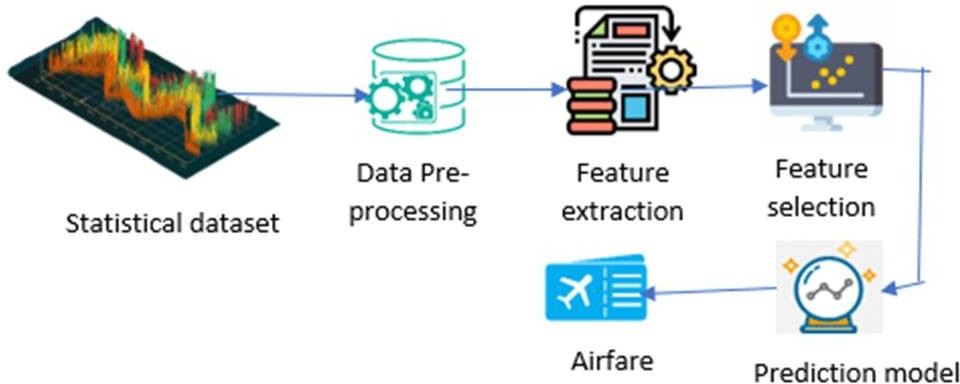 Statistical dataset
Data Pre-
processing
Feature
extraction
Feature
selection
Prediction model
Airfare